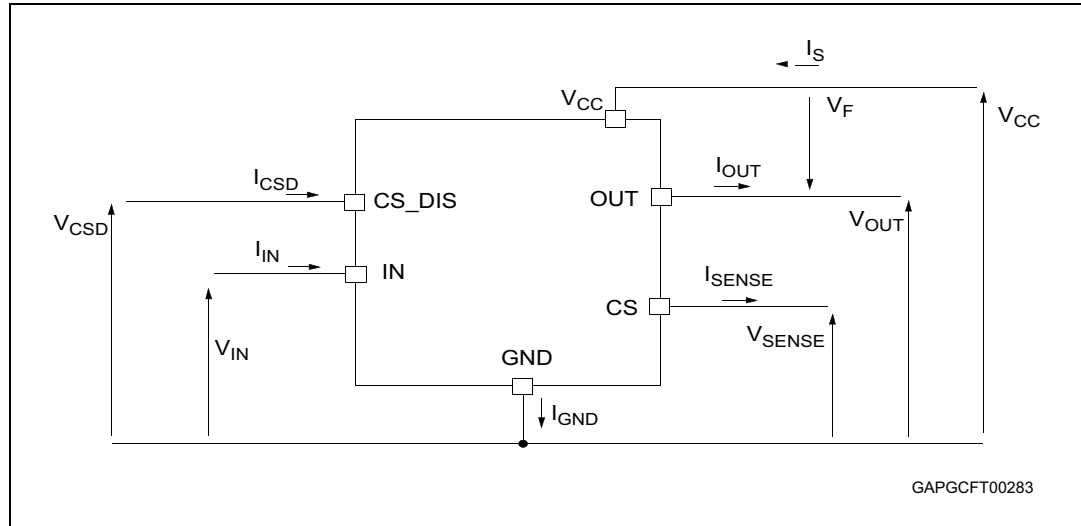 I_S
V_CC
V_F
V_CC
I_CSD
CS_DIS
OUT
I_OUT
V_CSD
V_OUT
I_IN
IN
I_SENSE
CS
V_SENSE
V_IN
GND
I_GND
GAPGCFT00283